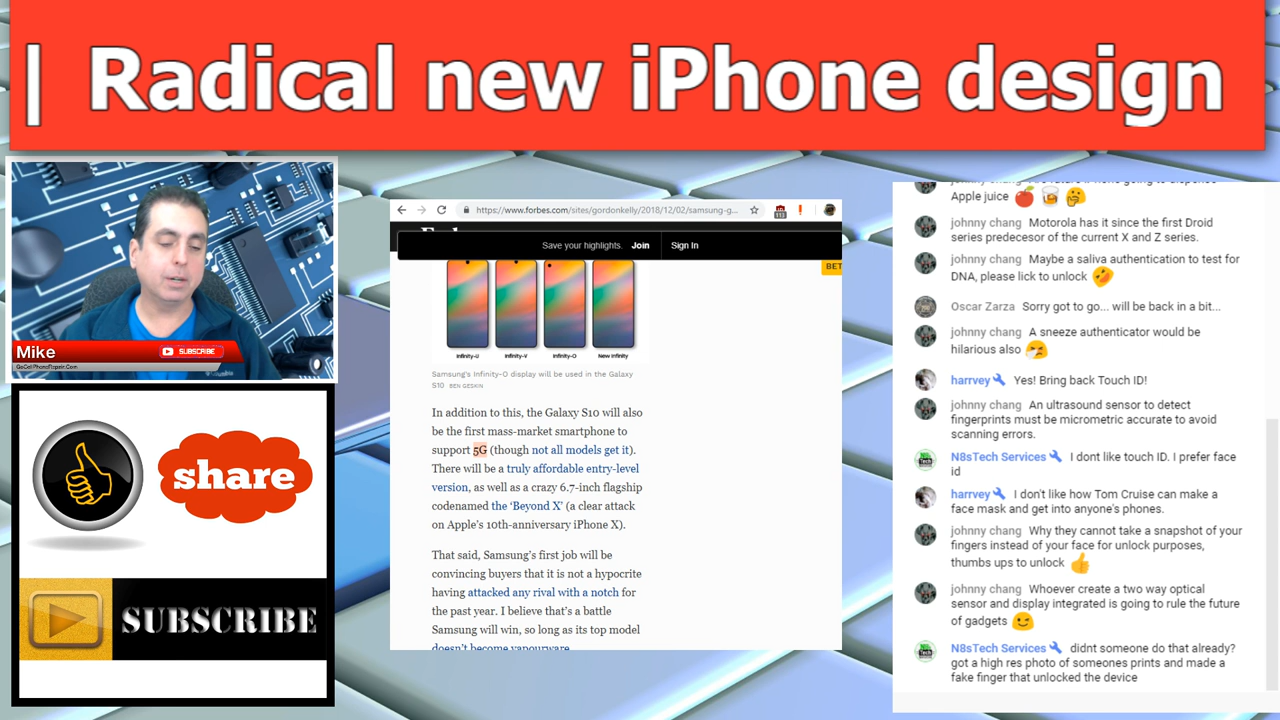 | Radical new iPhone design
Mike
SUBSCRIBE
GoCellPhoneRepair.Com
share
SUBSCRIBE
https://www.forbes.com/sites/gordonkelly/2018/12/02/samsung-g...
113
Save your highlights. Join Sign In
BET
Infinity-U Infinity-V Infinity-O New Infinity
Samsung's Infinity-O display will be used in the Galaxy
S10 · BEN GESKIN
In addition to this, the Galaxy S10 will also
be the first mass-market smartphone to
support 5G (though not all models get it).
There will be a truly affordable entry-level
version, as well as a crazy 6.7-inch flagship
codenamed the ‘Beyond X’ (a clear attack
on Apple’s 10th-anniversary iPhone X).
That said, Samsung’s first job will be
convincing buyers that it is not a hypocrite
having attacked any rival with a notch for
the past year. I believe that’s a battle
Samsung will win, so long as its top model
doesn’t become vapourware.
Apple juice 🍎 🥃 🤔
johnny chang Motorola has it since the first Droid
series predecesor of the current X and Z series.
johnny chang Maybe a saliva authentication to test for
DNA, please lick to unlock 🤣
Oscar Zarza Sorry got to go... will be back in a bit...
johnny chang A sneeze authenticator would be
hilarious also 🤧
harrvey Yes! Bring back Touch ID!
johnny chang An ultrasound sensor to detect
fingerprints must be micrometric accurate to avoid
scanning errors.
N8sTech Services I dont like touch ID. I prefer face
id
harrvey I don't like how Tom Cruise can make a
face mask and get into anyone's phones.
johnny chang Why they cannot take a snapshot of your
fingers instead of your face for unlock purposes,
thumbs ups to unlock 👍
johnny chang Whoever create a two way optical
sensor and display integrated is going to rule the future
of gadgets 😉
N8sTech Services didnt someone do that already?
got a high res photo of someones prints and made a
fake finger that unlocked the device